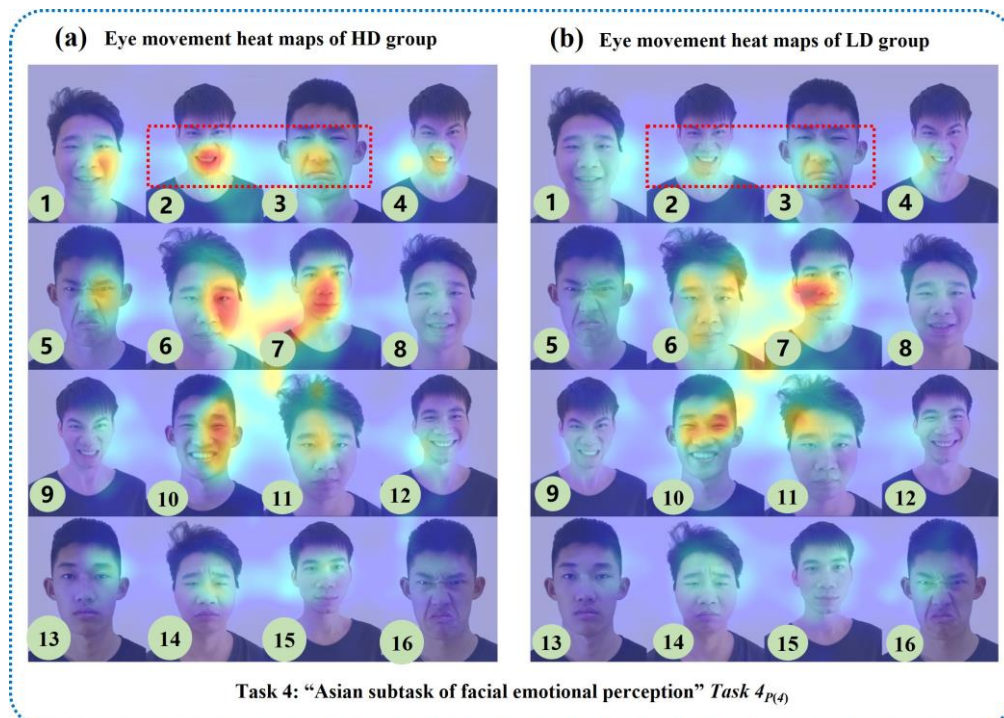 (a) Eye movement heat maps of HD group
(b) Eye movement heat maps of LD group
1 2 3 4
5 6 7 8
9 10 11 12
13 14 15 16
1 2 3 4
5 6 7 8
9 10 11 12
13 14 15 16
Task 4: “Asian subtask of facial emotional perception” Task 4P(4)